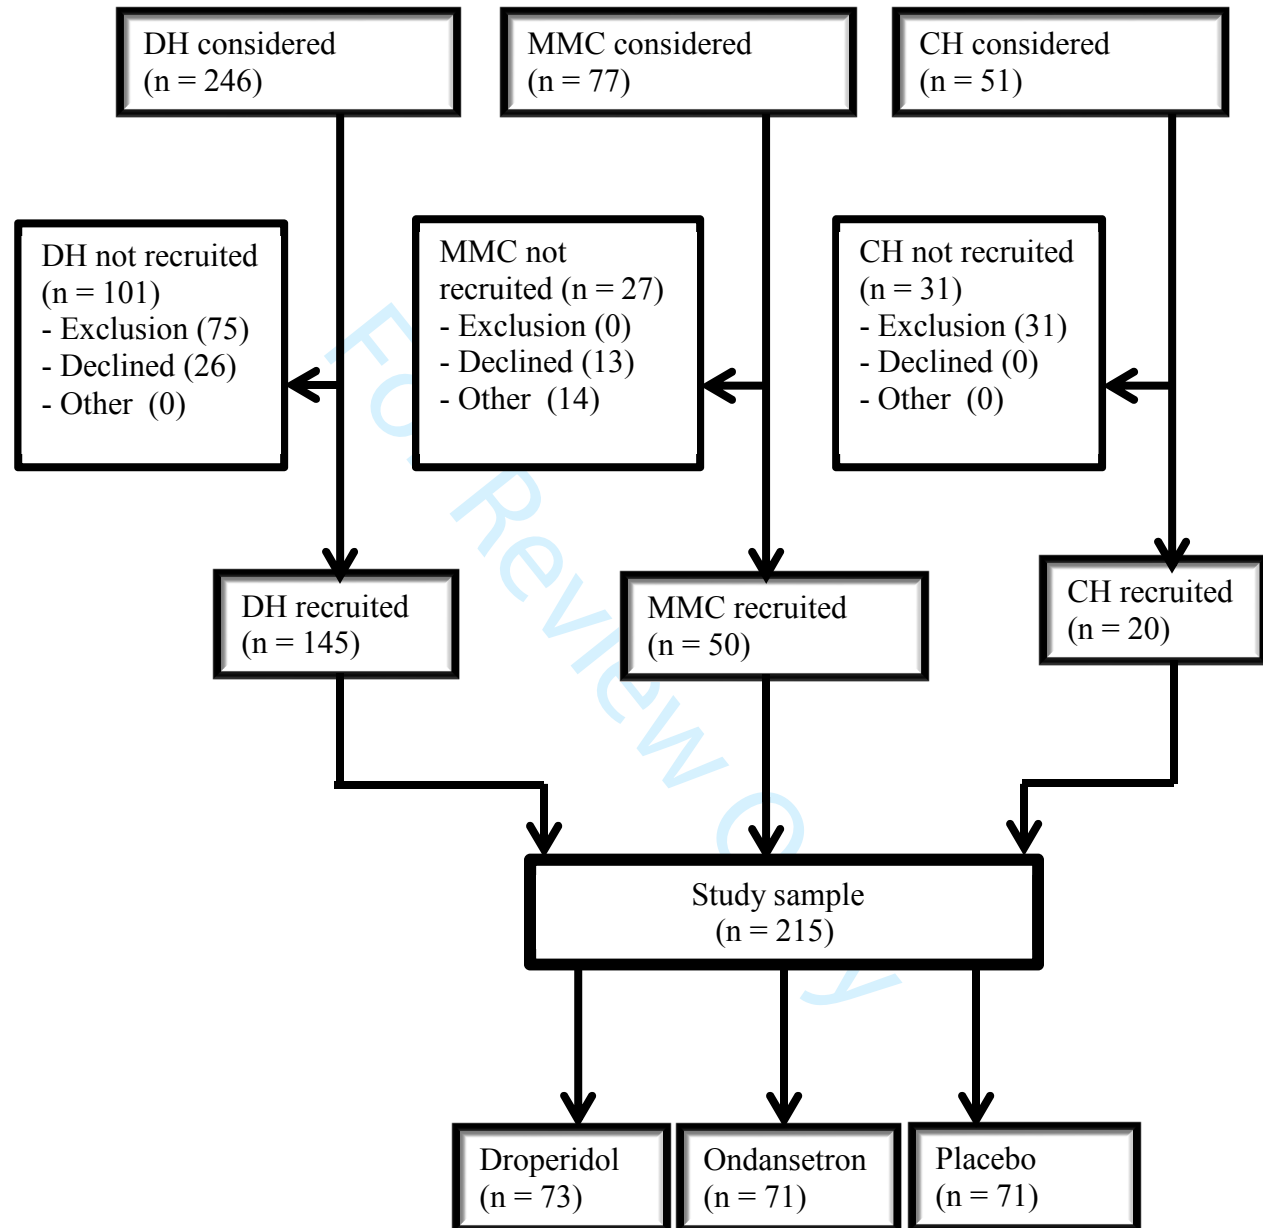 DH considered
(n = 246)
MMC considered
(n = 77)
CH considered
(n = 51)
DH not recruited
(n = 101)
- Exclusion (75)
- Declined (26)
- Other (0)
MMC not
recruited (n = 27)
- Exclusion (0)
- Declined (13)
- Other (14)
CH not recruited
(n = 31)
- Exclusion (31)
- Declined (0)
- Other (0)
DH recruited
(n = 145)
MMC recruited
(n = 50)
CH recruited
(n = 20)
Study sample
(n = 215)
Droperidol
(n = 73)
Ondansetron
(n = 71)
Placebo
(n = 71)
For Review Only